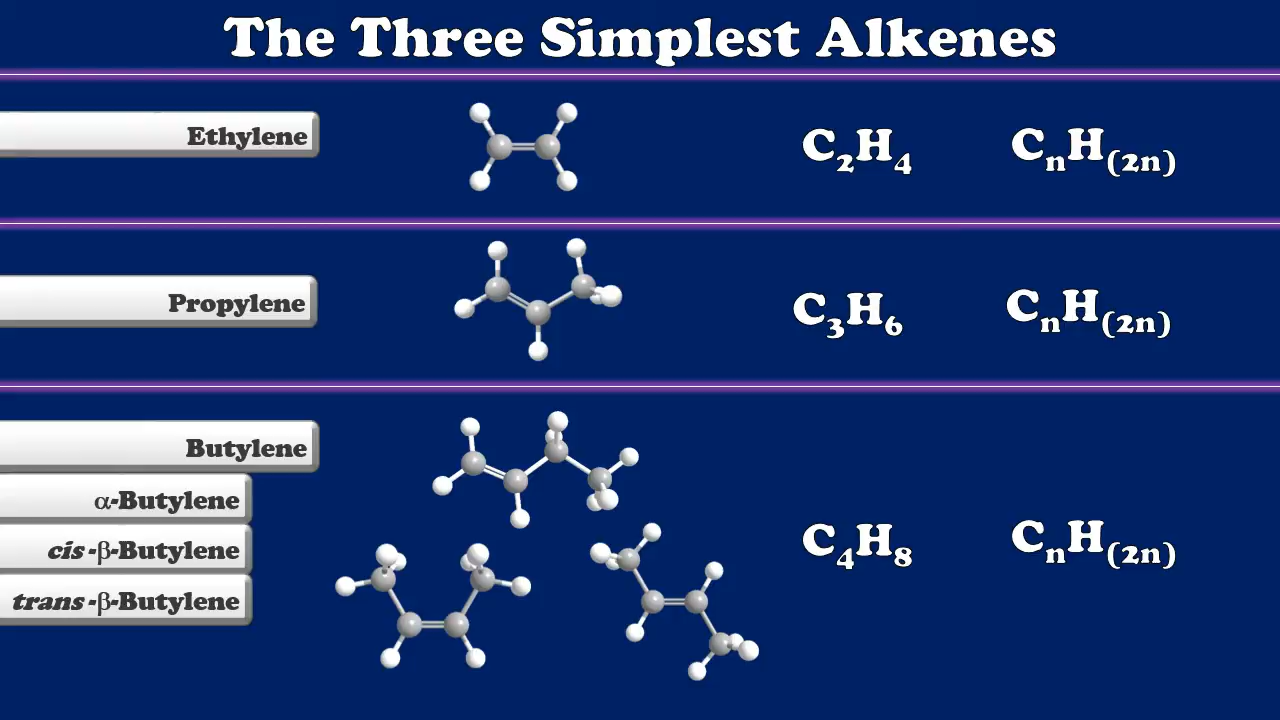 The Three Simplest Alkenes
Ethylene
C₂H₄
CₙH₍₂ₙ₎
Propylene
C₃H₆
CₙH₍₂ₙ₎
Butylene
α-Butylene
cis-β-Butylene
trans-β-Butylene
C₄H₈
CₙH₍₂ₙ₎